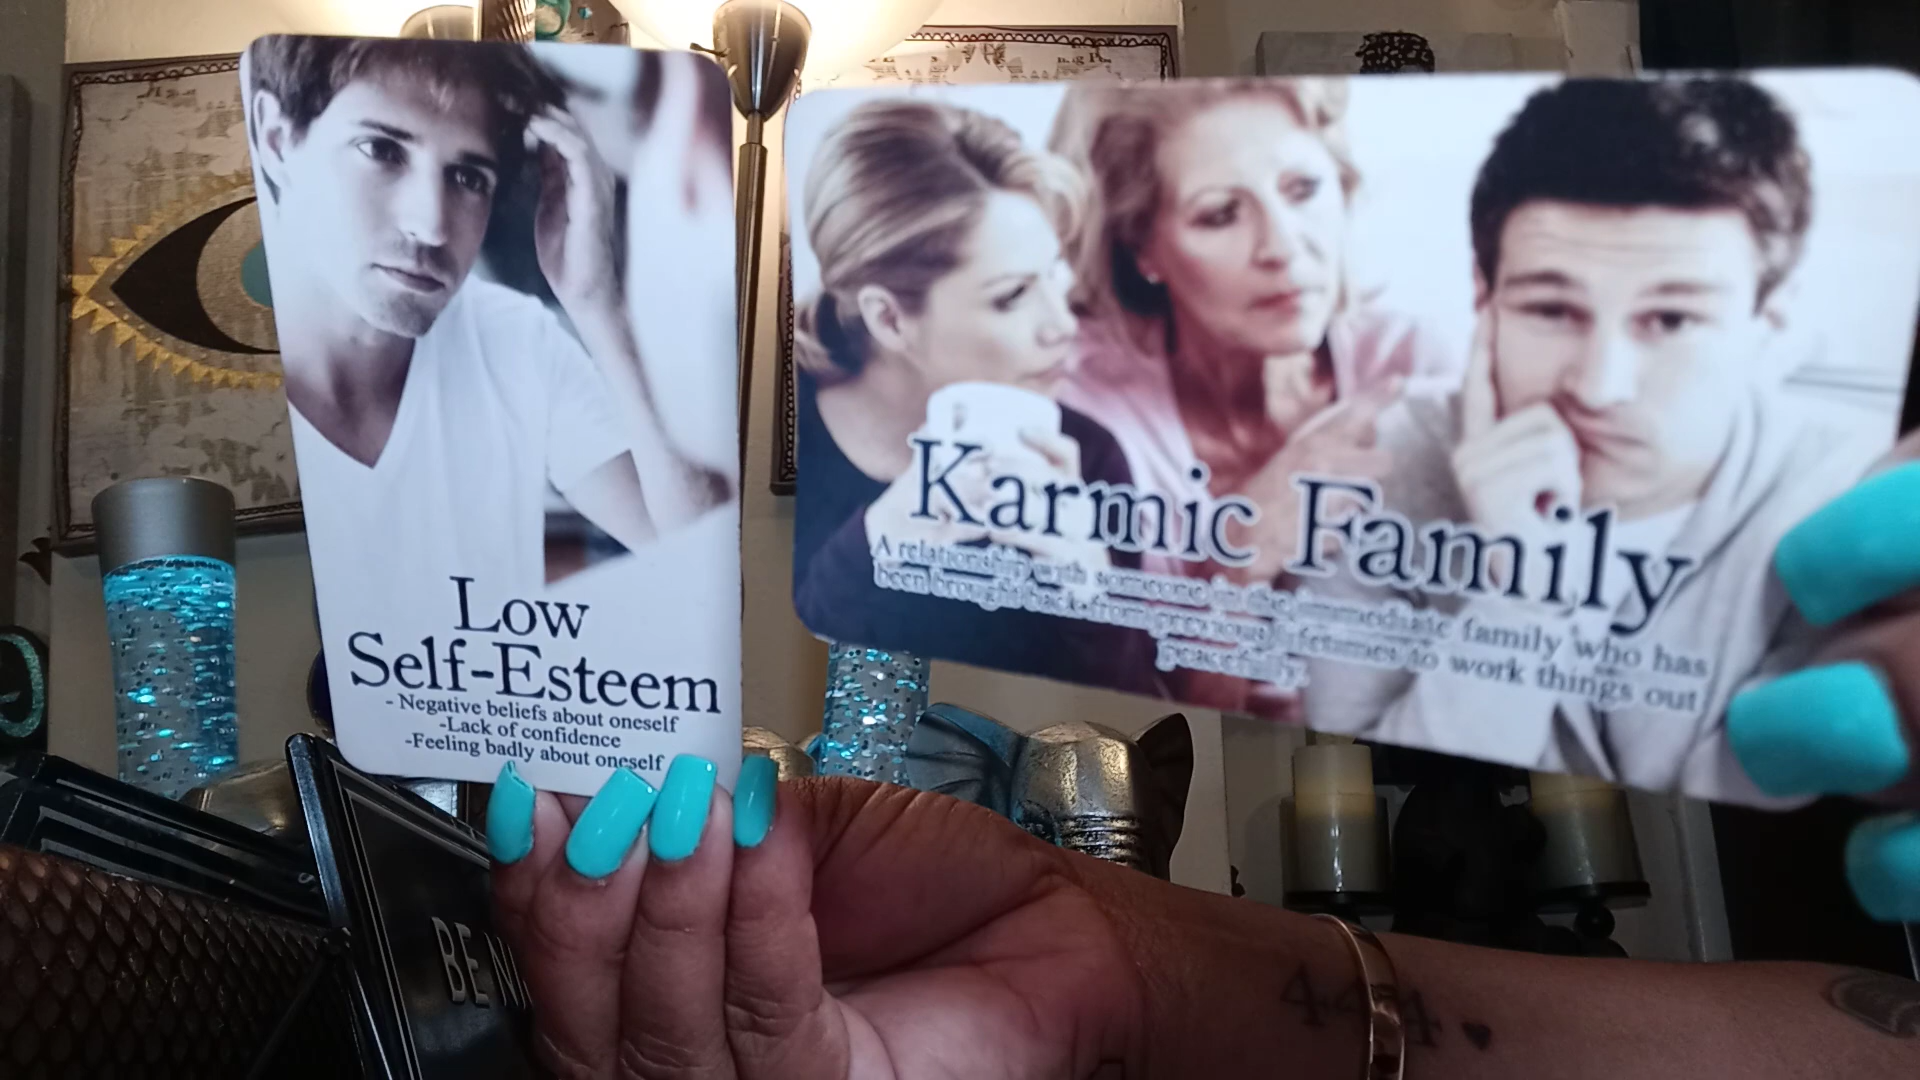 Low
Self-Esteem
- Negative beliefs about oneself
-Lack of confidence
-Feeling badly about oneself
Karmic Family
A relationship with someone in the immediate family who has
been brought back from previous lifetimes to work things out
peacefully.
BE
444